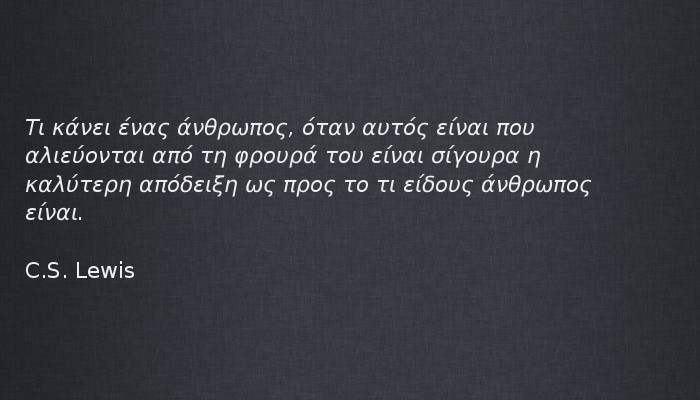 Τι κάνει ένας άνθρωπος, όταν αυτός είναι που
αλιεύονται από τη φρουρά του είναι σίγουρα η
καλύτερη απόδειξη ως προς το τι είδους άνθρωπος
είναι.
C.S. Lewis